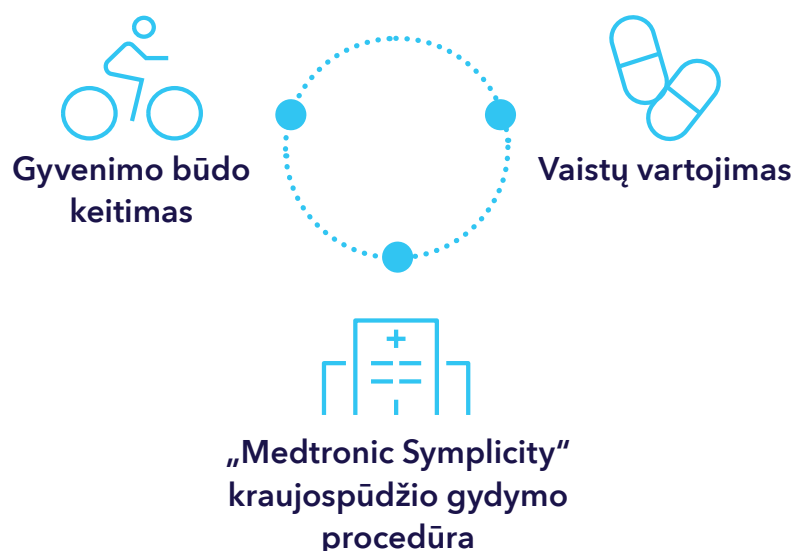 Gyvenimo būdo
keitimas
Vaistų vartojimas
„Medtronic Symplicity“
kraujospūdžio gydymo
procedūra